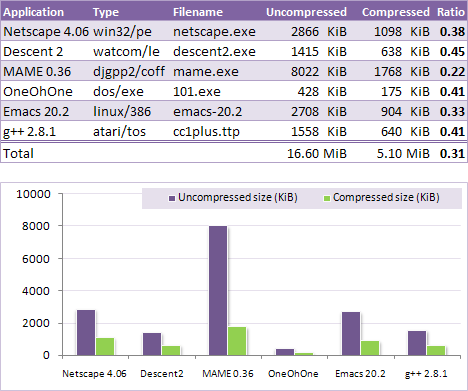 Application Type Filename Uncompressed Compressed Ratio
Netscape 4.06 win32/pe netscape.exe 2866 KiB 1098 KiB 0.38
Descent 2 watcom/le descent2.exe 1415 KiB 638 KiB 0.45
MAME 0.36 djgpp2/coff mame.exe 8022 KiB 1768 KiB 0.22
OneOhOne dos/exe 101.exe 428 KiB 175 KiB 0.41
Emacs 20.2 linux/386 emacs-20.2 2708 KiB 904 KiB 0.33
g++ 2.8.1 atari/tos cc1plus.ttp 1558 KiB 640 KiB 0.41
Total 16.60 MiB 5.10 MiB 0.31
Uncompressed size (KiB) Compressed size (KiB)
10000
8000
6000
4000
2000
0
Netscape 4.06 Descent2 MAME 0.36 OneOhOne Emacs 20.2 g++ 2.8.1